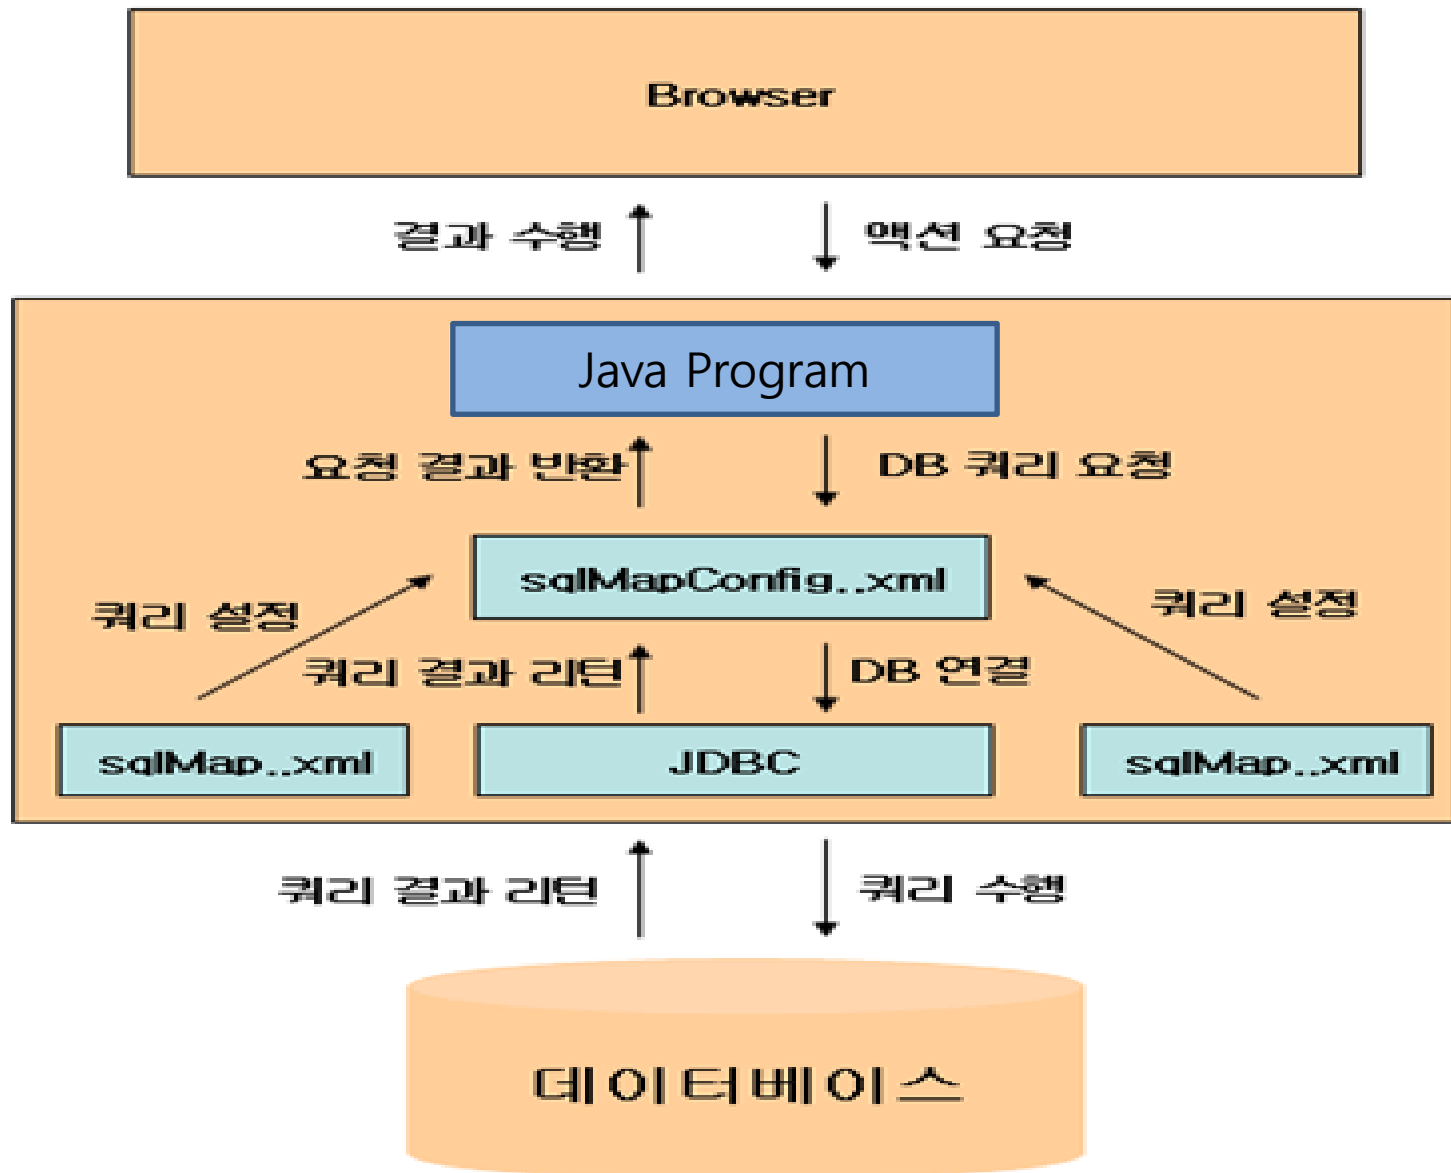 Browser
결과 수행
액션 요청
Java Program
요청 결과 반환
DB 쿼리 요청
sqlMapConfig..xml
쿼리 설정
쿼리 설정
쿼리 결과 리턴
DB 연결
sqlMap..xml
JDBC
sqlMap..xml
쿼리 결과 리턴
쿼리 수행
데이터베이스